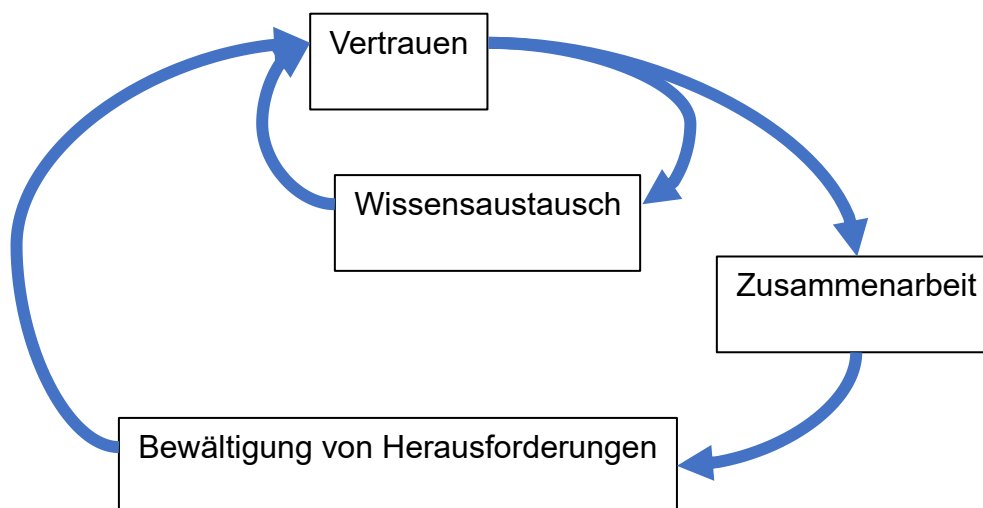 Vertrauen
Wissensaustausch
Zusammenarbeit
Bewältigung von Herausforderungen